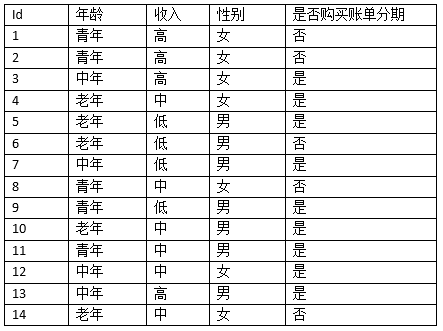 Id 年龄 收入 性别 是否购买账单分期
1 青年 高 女 否
2 青年 高 女 否
3 中年 高 女 是
4 老年 中 女 是
5 老年 低 男 是
6 老年 低 男 否
7 中年 低 男 是
8 青年 中 女 否
9 青年 低 男 是
10 老年 中 男 是
11 青年 中 男 是
12 中年 中 女 是
13 中年 高 男 是
14 老年 中 女 否